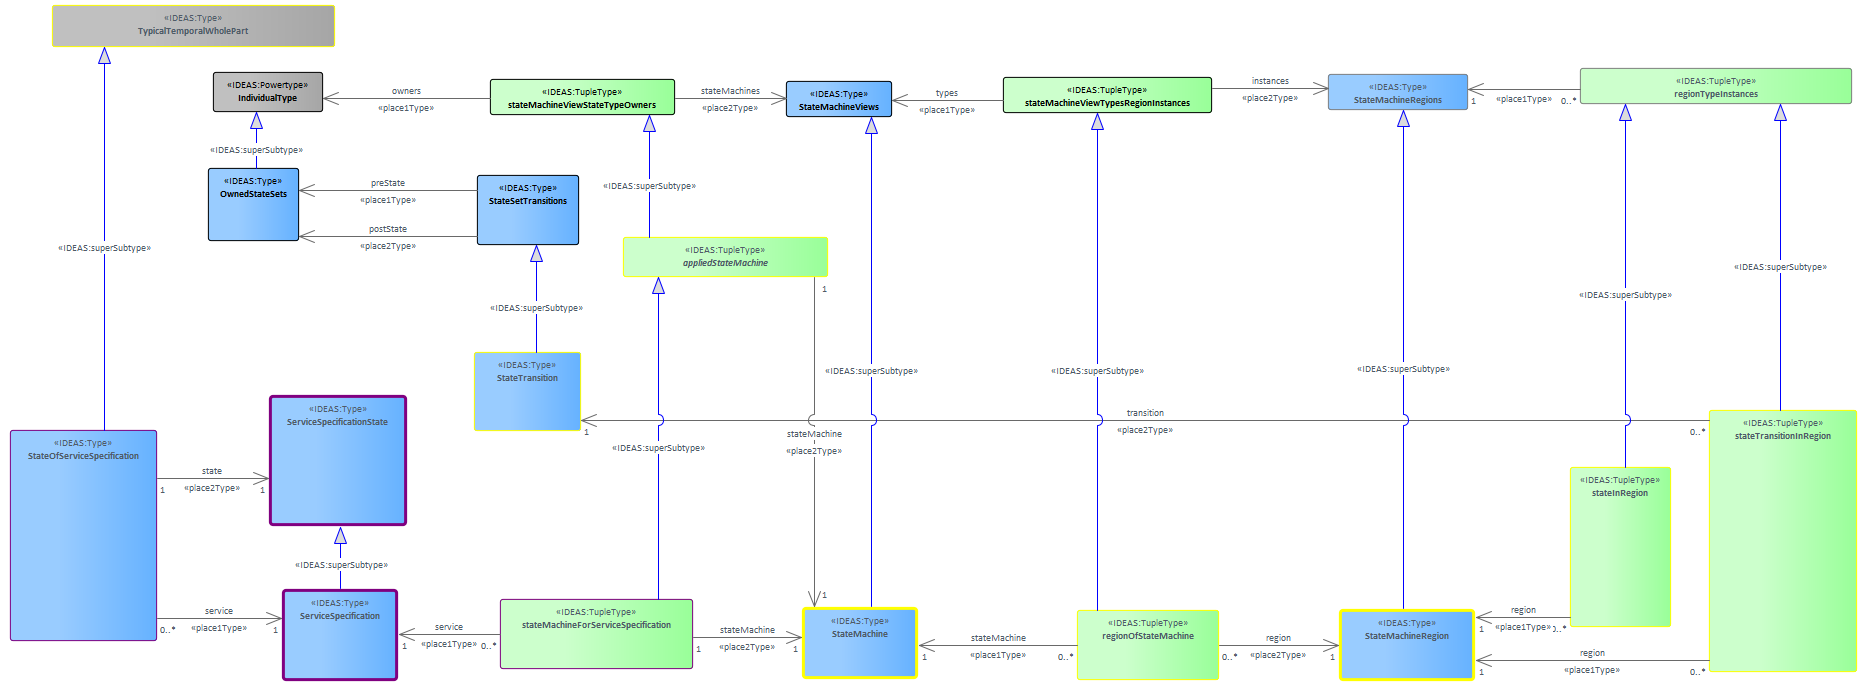 «IDEAS:Type»
TypicalTemporalWholePart
«IDEAS:Powertype»
IndividualType
owners
«place1Type»
«IDEAS:TupleType»
stateMachineViewStateTypeOwners
stateMachines
«place2Type»
«IDEAS:Type»
StateMachineViews
types
«place1Type»
«IDEAS:TupleType»
stateMachineViewTypesRegionInstances
instances
«place2Type»
«IDEAS:Type»
StateMachineRegions
1
«place1Type»
0..*
«IDEAS:TupleType»
regionTypeInstances
«IDEAS:superSubtype»
«IDEAS:Type»
OwnedStateSets
preState
«place1Type»
postState
«place2Type»
«IDEAS:Type»
StateSetTransitions
«IDEAS:superSubtype»
«IDEAS:superSubtype»
«IDEAS:TupleType»
appliedStateMachine
1
«IDEAS:superSubtype»
«IDEAS:superSubtype»
«IDEAS:superSubtype»
«IDEAS:Type»
StateTransition
1
«IDEAS:superSubtype»
«IDEAS:superSubtype»
«IDEAS:superSubtype»
«IDEAS:superSubtype»
transition
«place2Type»
0..*
stateMachine
«place2Type»
1
«IDEAS:superSubtype»
«IDEAS:TupleType»
stateTransitionInRegion
«IDEAS:TupleType»
stateInRegion
«IDEAS:Type»
ServiceSpecificationState
«IDEAS:Type»
StateOfServiceSpecification
state
1
«place2Type»
1
«IDEAS:superSubtype»
service
0..*
«place1Type»
1
«IDEAS:Type»
ServiceSpecification
service
1
«place1Type»
0..*
«IDEAS:TupleType»
stateMachineForServiceSpecification
stateMachine
1
«place2Type»
1
«IDEAS:Type»
StateMachine
stateMachine
1
«place1Type»
0..*
«IDEAS:TupleType»
regionOfStateMachine
region
0..*
«place2Type»
1
«IDEAS:Type»
StateMachineRegion
region
1
«place1Type»
0..*
region
1
«place1Type»
0..*